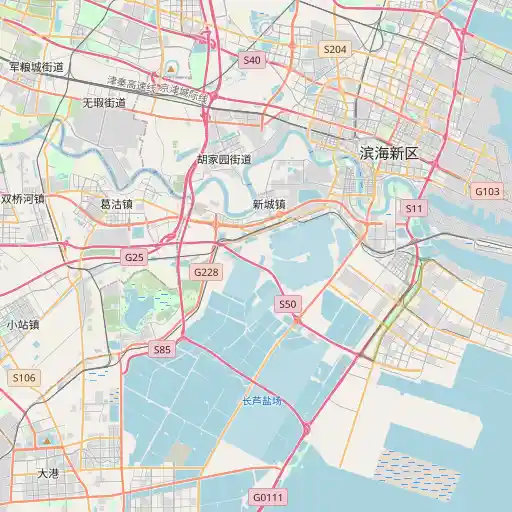 S204
S40
军粮城街道
津秦高速线
京津城际线
无瑕街道
滨海新区
胡家园街道
G103
双桥河镇
葛沽镇
新城镇
S11
G25
G228
S50
小站镇
S85
S106
长芦盐场
大港
G0111